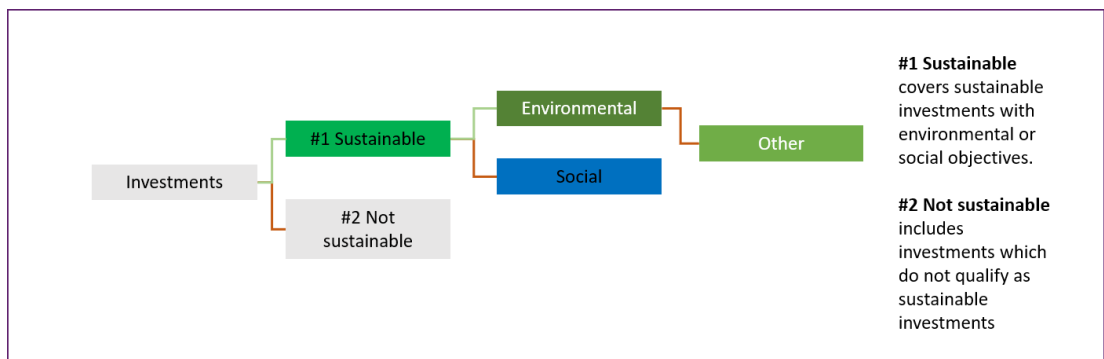 Investments
#1 Sustainable
#2 Not
sustainable
Environmental
Social
Other
#1 Sustainable
covers sustainable
investments with
environmental or
social objectives.
#2 Not sustainable
includes
investments which
do not qualify as
sustainable
investments